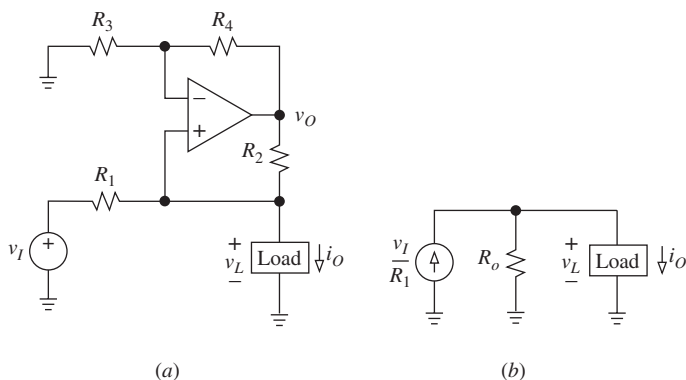 R3
R4
−
+
vO
R2
R1
vI
+
+
vL
−
Load
iO
(a)
vI
R1
Ro
+
vL
−
Load
iO
(b)